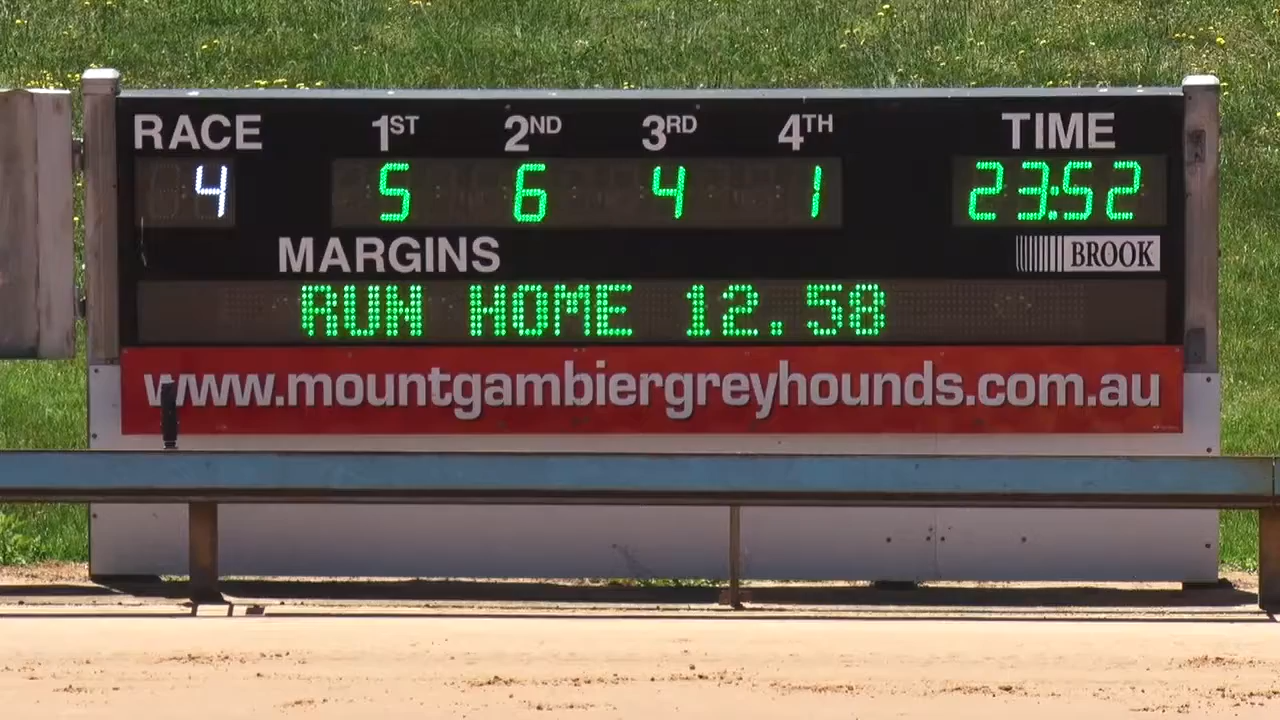 RACE 1ST 2ND 3RD 4TH TIME
4 5 6 4 1 23:52
MARGINS BROOK
RUN HOME 12.58
www.mountgambiergreyhounds.com.au